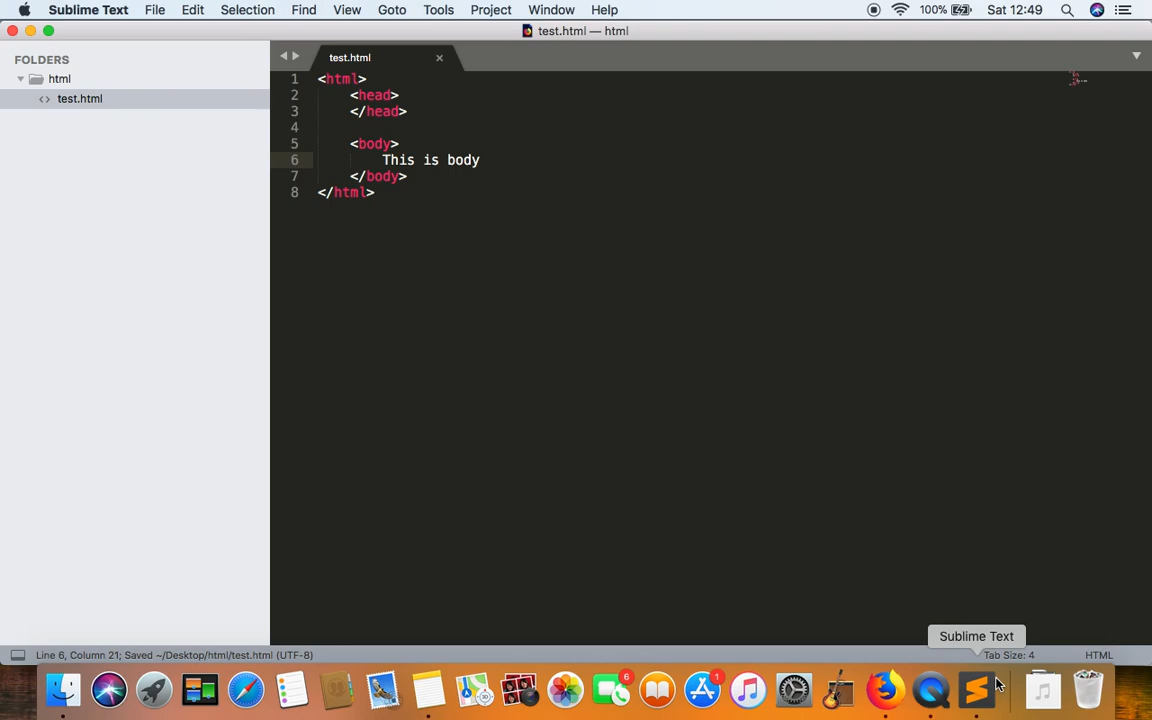 Sublime Text File Edit Selection Find View Goto Tools Project Window Help 100% Sat 12:49
test.html — html
FOLDERS
html
test.html
test.html
1 <html>
2 <head>
3 </head>
4
5 <body>
6 This is body
7 </body>
8 </html>
Sublime Text
Line 6, Column 21; Saved ~/Desktop/html/test.html (UTF-8) Tab Size: 4 HTML
6
1